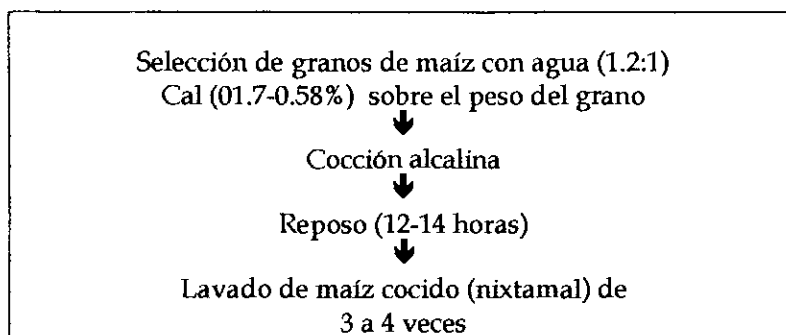 Selección de granos de maíz con agua (1.2:1)
Cal (01.7-0.58%) sobre el peso del grano
Cocción alcalina
Reposo (12-14 horas)
Lavado de maíz cocido (nixtamal) de
3 a 4 veces